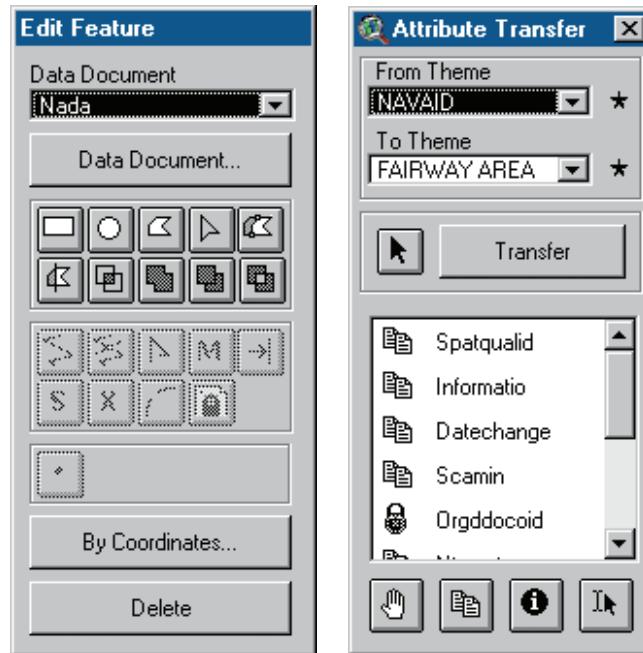 Edit Feature
Data Document
Nada
Data Document...
By Coordinates...
Delete
Attribute Transfer
From Theme
NAVAID
To Theme
FAIRWAY AREA
Transfer
Spatqualid
Informatio
Datechange
Scamin
Orgddocoid